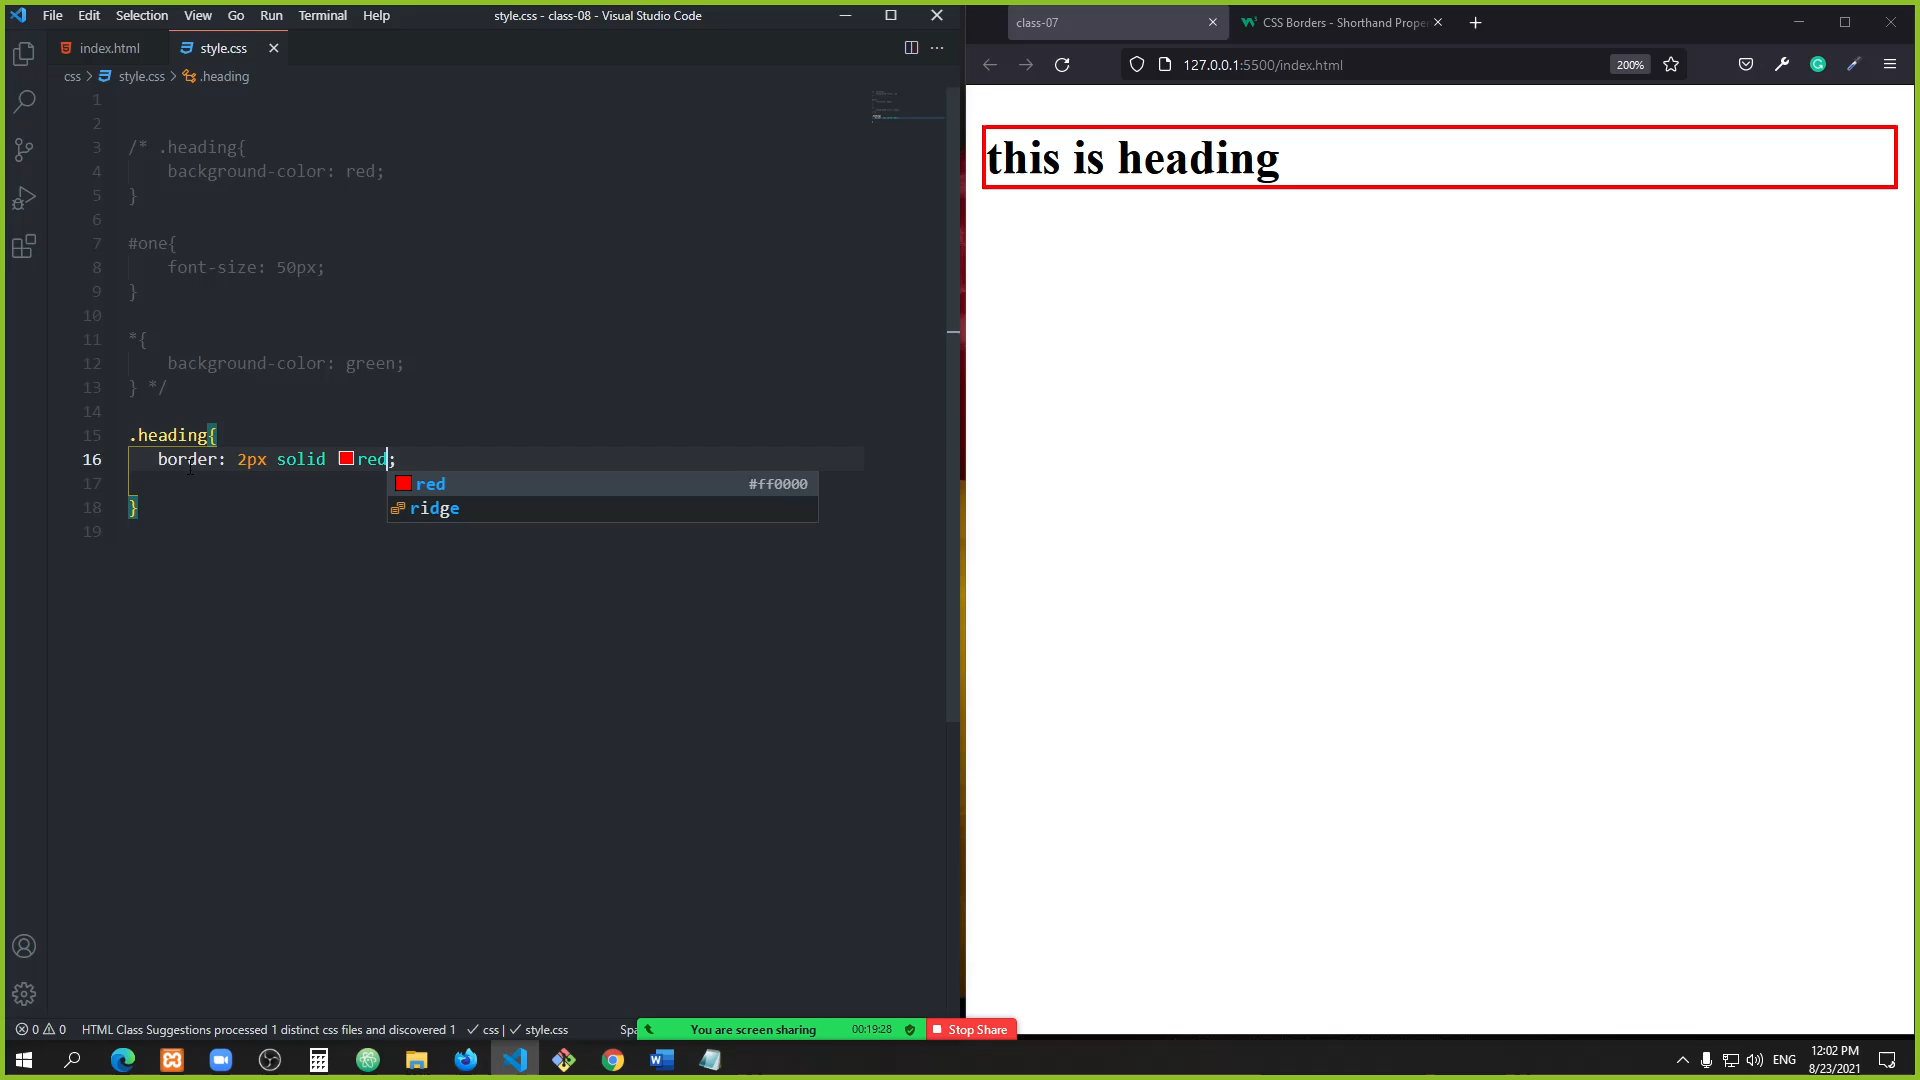 File Edit Selection View Go Run Terminal Help
style.css - class-08 - Visual Studio Code
index.html
style.css
css > style.css > .heading
1
2
3 /* .heading{
4 background-color: red;
5 }
6
7 #one{
8 font-size: 50px;
9 }
10
11 *{
12 background-color: green;
13 } */
14
15 .heading{
16 border: 2px solid red;
17
18 }
19
red #ff0000
ridge
0 0 HTML Class Suggestions processed 1 distinct css files and discovered 1 css | style.css
You are screen sharing 00:19:28 Stop Share
class-07
CSS Borders - Shorthand Prope
127.0.0.1:5500/index.html
200%
this is heading
ENG
12:02 PM
8/23/2021